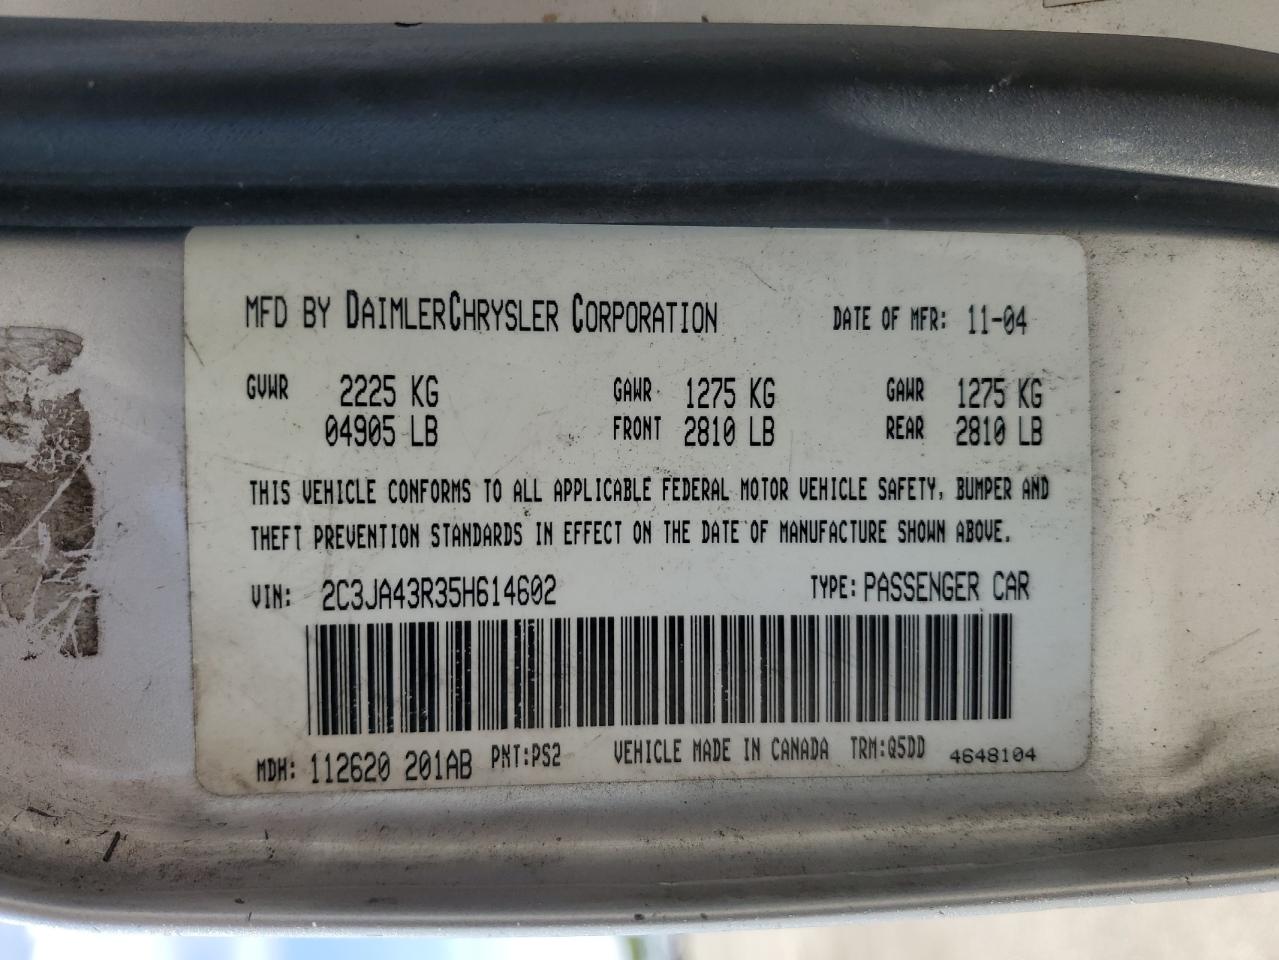 MFD BY DAIMLERCHRYSLER CORPORATION DATE OF MFR: 11-04
GVWR 2225 KG GAWR 1275 KG GAWR 1275 KG
04905 LB FRONT 2810 LB REAR 2810 LB
THIS VEHICLE CONFORMS TO ALL APPLICABLE FEDERAL MOTOR VEHICLE SAFETY, BUMPER AND
THEFT PREVENTION STANDARDS IN EFFECT ON THE DATE OF MANUFACTURE SHOWN ABOVE.
VIN: 2C3JA43R35H614602 TYPE: PASSENGER CAR
MDH: 112620 201AB PNT:PS2 VEHICLE MADE IN CANADA TRM:Q5DD 4648104